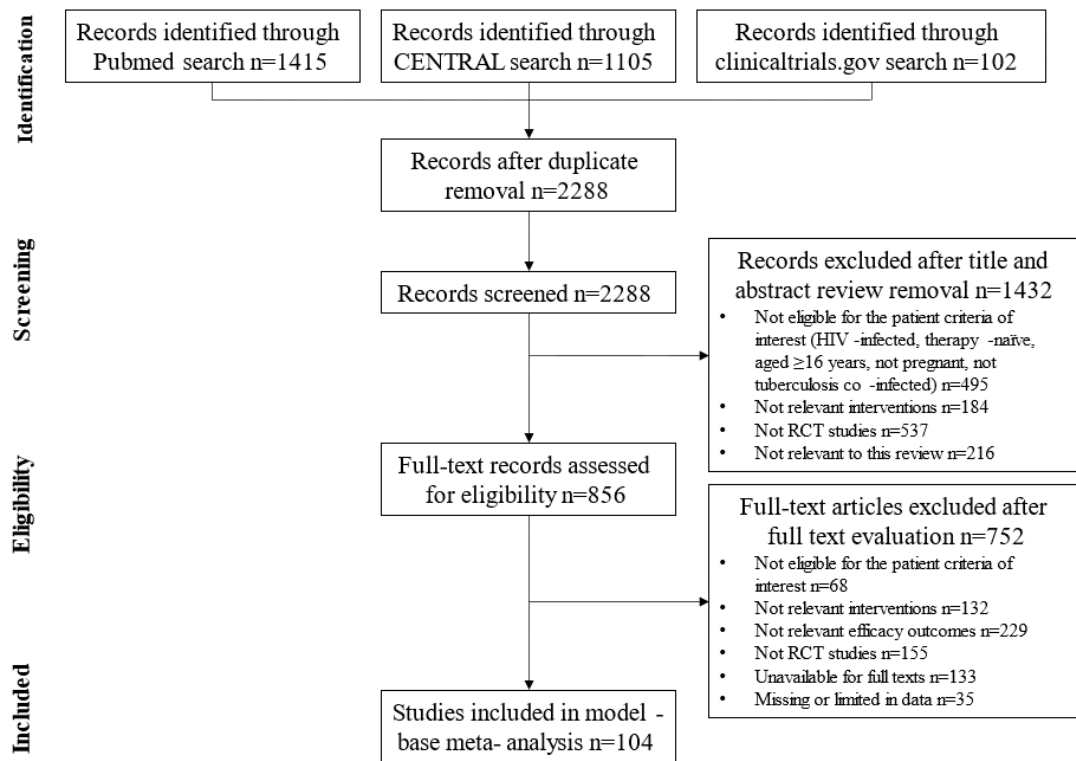 Identification
Records identified through
Pubmed search n=1415
Records identified through
CENTRAL search n=1105
Records identified through
clinicaltrials.gov search n=102
Records after duplicate
removal n=2288
Screening
Records screened n=2288
Records excluded after title and
abstract review removal n=1432
• Not eligible for the patient criteria of
interest (HIV -infected, therapy -naïve,
aged ≥16 years, not pregnant, not
tuberculosis co -infected) n=495
• Not relevant interventions n=184
• Not RCT studies n=537
• Not relevant to this review n=216
Eligibility
Full-text records assessed
for eligibility n=856
Full-text articles excluded after
full text evaluation n=752
• Not eligible for the patient criteria of
interest n=68
• Not relevant interventions n=132
• Not relevant efficacy outcomes n=229
• Not RCT studies n=155
• Unavailable for full texts n=133
• Missing or limited in data n=35
Included
Studies included in model -
base meta- analysis n=104